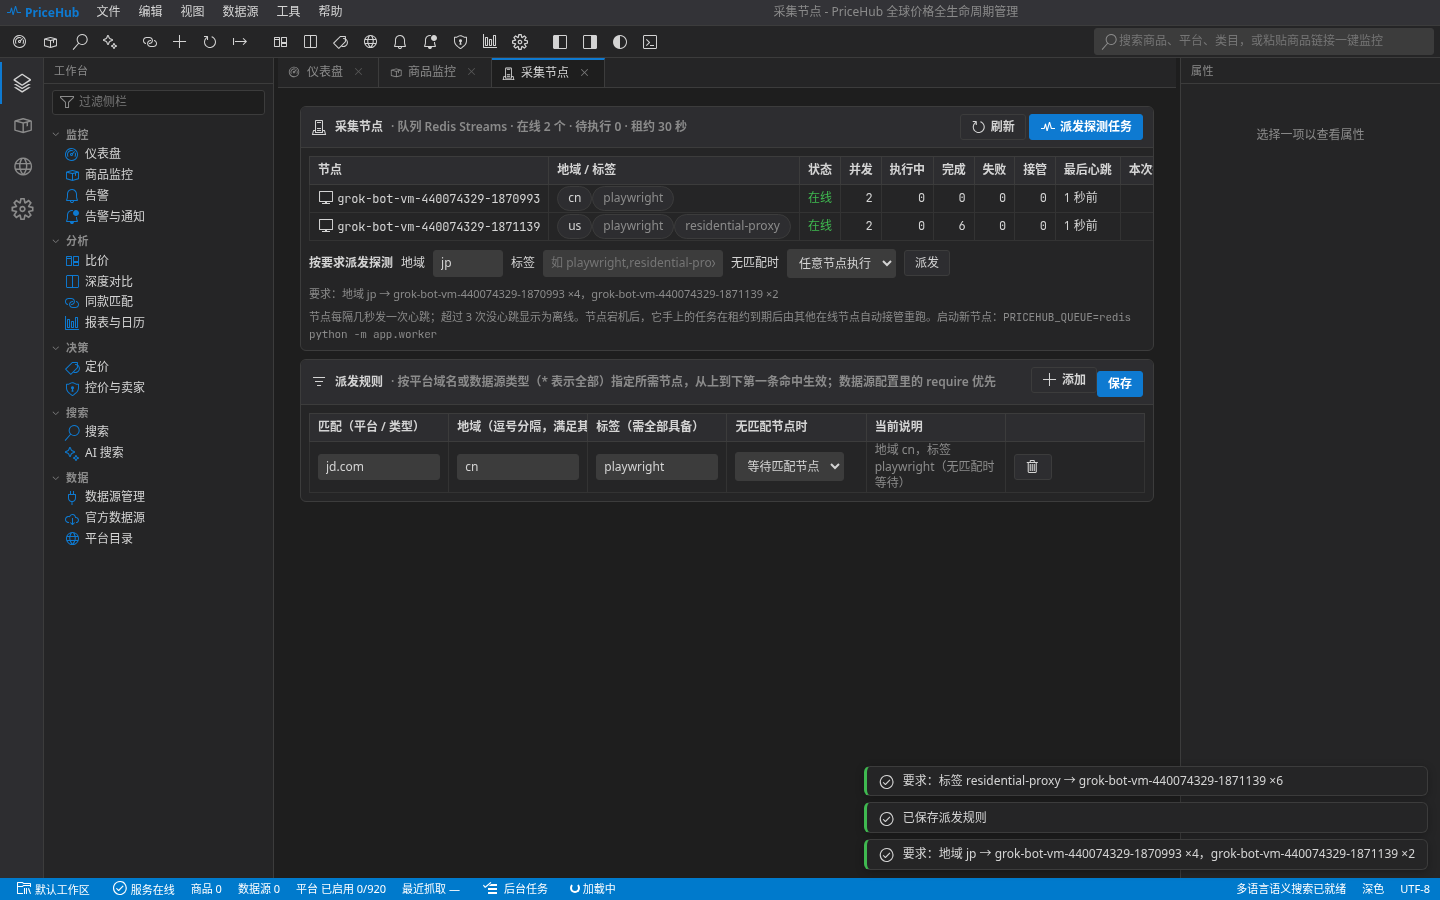 PriceHub 文件 编辑 视图 数据源 工具 帮助 采集节点 - PriceHub 全球价格全生命周期管理
搜索商品、平台、类目，或粘贴商品链接一键监控
工作台
仪表盘 商品监控 采集节点
属性
过滤侧栏
监控
仪表盘
商品监控
告警
告警与通知
分析
比价
深度对比
同款匹配
报表与日历
决策
定价
控价与卖家
搜索
搜索
AI 搜索
数据
数据源管理
官方数据源
平台目录
采集节点 · 队列 Redis Streams · 在线 2 个 · 待执行 0 · 租约 30 秒 刷新 派发探测任务
节点 地域 / 标签 状态 并发 执行中 完成 失败 接管 最后心跳 本次
grok-bot-vm-440074329-1870993 cn playwright 在线 2 0 0 0 0 1 秒前
grok-bot-vm-440074329-1871139 us playwright residential-proxy 在线 2 0 6 0 0 1 秒前
按要求派发探测 地域 jp 标签 如 playwright,residential-prox 无匹配时 任意节点执行 派发
要求：地域 jp → grok-bot-vm-440074329-1870993 ×4，grok-bot-vm-440074329-1871139 ×2
节点每隔几秒发一次心跳；超过 3 次没心跳显示为离线。节点宕机后，它手上的任务在租约到期后由其他在线节点自动接管重跑。启动新节点：PRICEHUB_QUEUE=redis
python -m app.worker
派发规则 · 按平台域名或数据源类型（* 表示全部）指定所需节点，从上到下第一条命中生效；数据源配置里的 require 优先 添加 保存
匹配（平台 / 类型） 地域（逗号分隔，满足其 标签（需全部具备） 无匹配节点时 当前说明
jd.com cn playwright 等待匹配节点 地域 cn，标签
playwright（无匹配时
等待）
选择一项以查看属性
要求：标签 residential-proxy → grok-bot-vm-440074329-1871139 ×6
已保存派发规则
要求：地域 jp → grok-bot-vm-440074329-1870993 ×4，grok-bot-vm-440074329-1871139 ×2
默认工作区 服务在线 商品 0 数据源 0 平台 已启用 0/920 最近抓取 — 后台任务 加载中 多语言语义搜索已就绪 深色 UTF-8